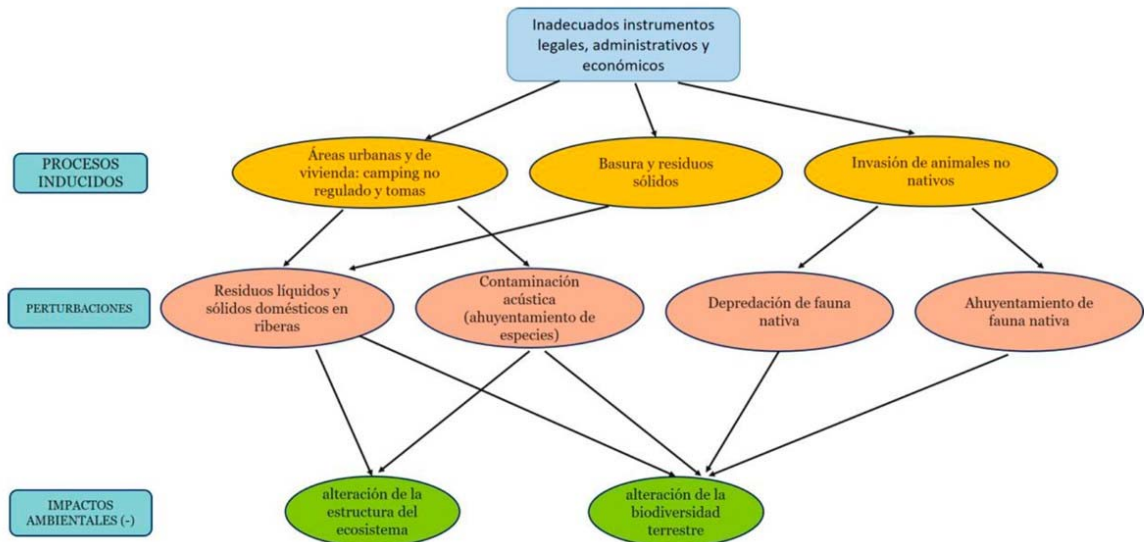 Inadecuados instrumentos
legales, administrativos y
económicos
PROCESOS
INDUCIDOS
Áreas urbanas y de
vivienda: camping no
regulado y tomas
Basura y residuos
sólidos
Invasión de animales no
nativos
PERTURBACIONES
Residuos líquidos y
sólidos domésticos en
riberas
Contaminación
acústica
(ahuyentamiento de
especies)
Depredación de fauna
nativa
Ahuyentamiento de
fauna nativa
IMPACTOS
AMBIENTALES (-)
alteración de la
estructura del
ecosistema
alteración de la
biodiversidad
terrestre